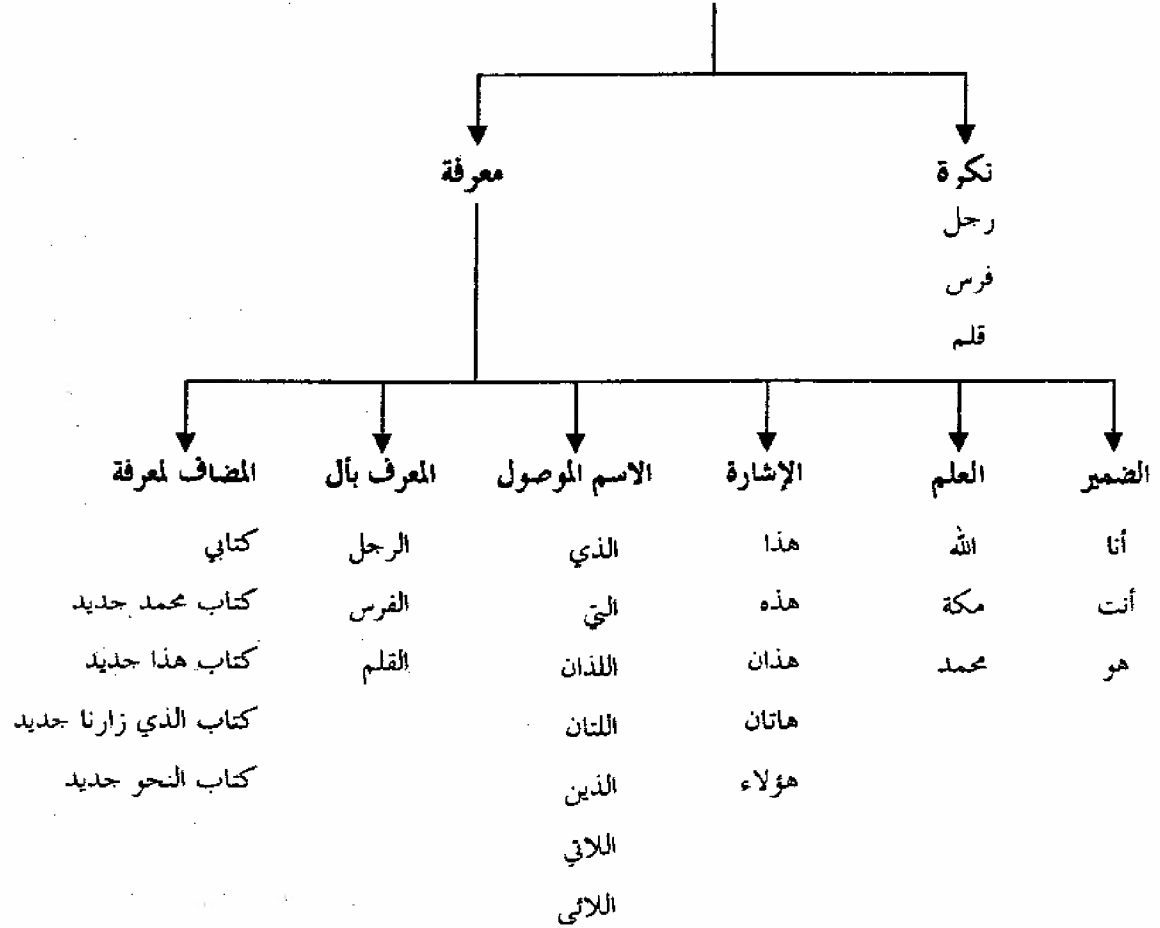 نكرة معرفة
رجل
فرس
قلم
الضمير العلم الإشارة الاسم الموصول المعرف بأل المضاف لمعرفة
أنا الله هذا الذي الرجل كتابي
أنت مكة هذه التي الفرس كتاب محمد جديد
هو محمد هذان اللذان القلم كتاب هذا جديد
هاتان اللتان كتاب الذي زارنا جديد
هؤلاء الذين كتاب النحو جديد
اللاتي
اللائي